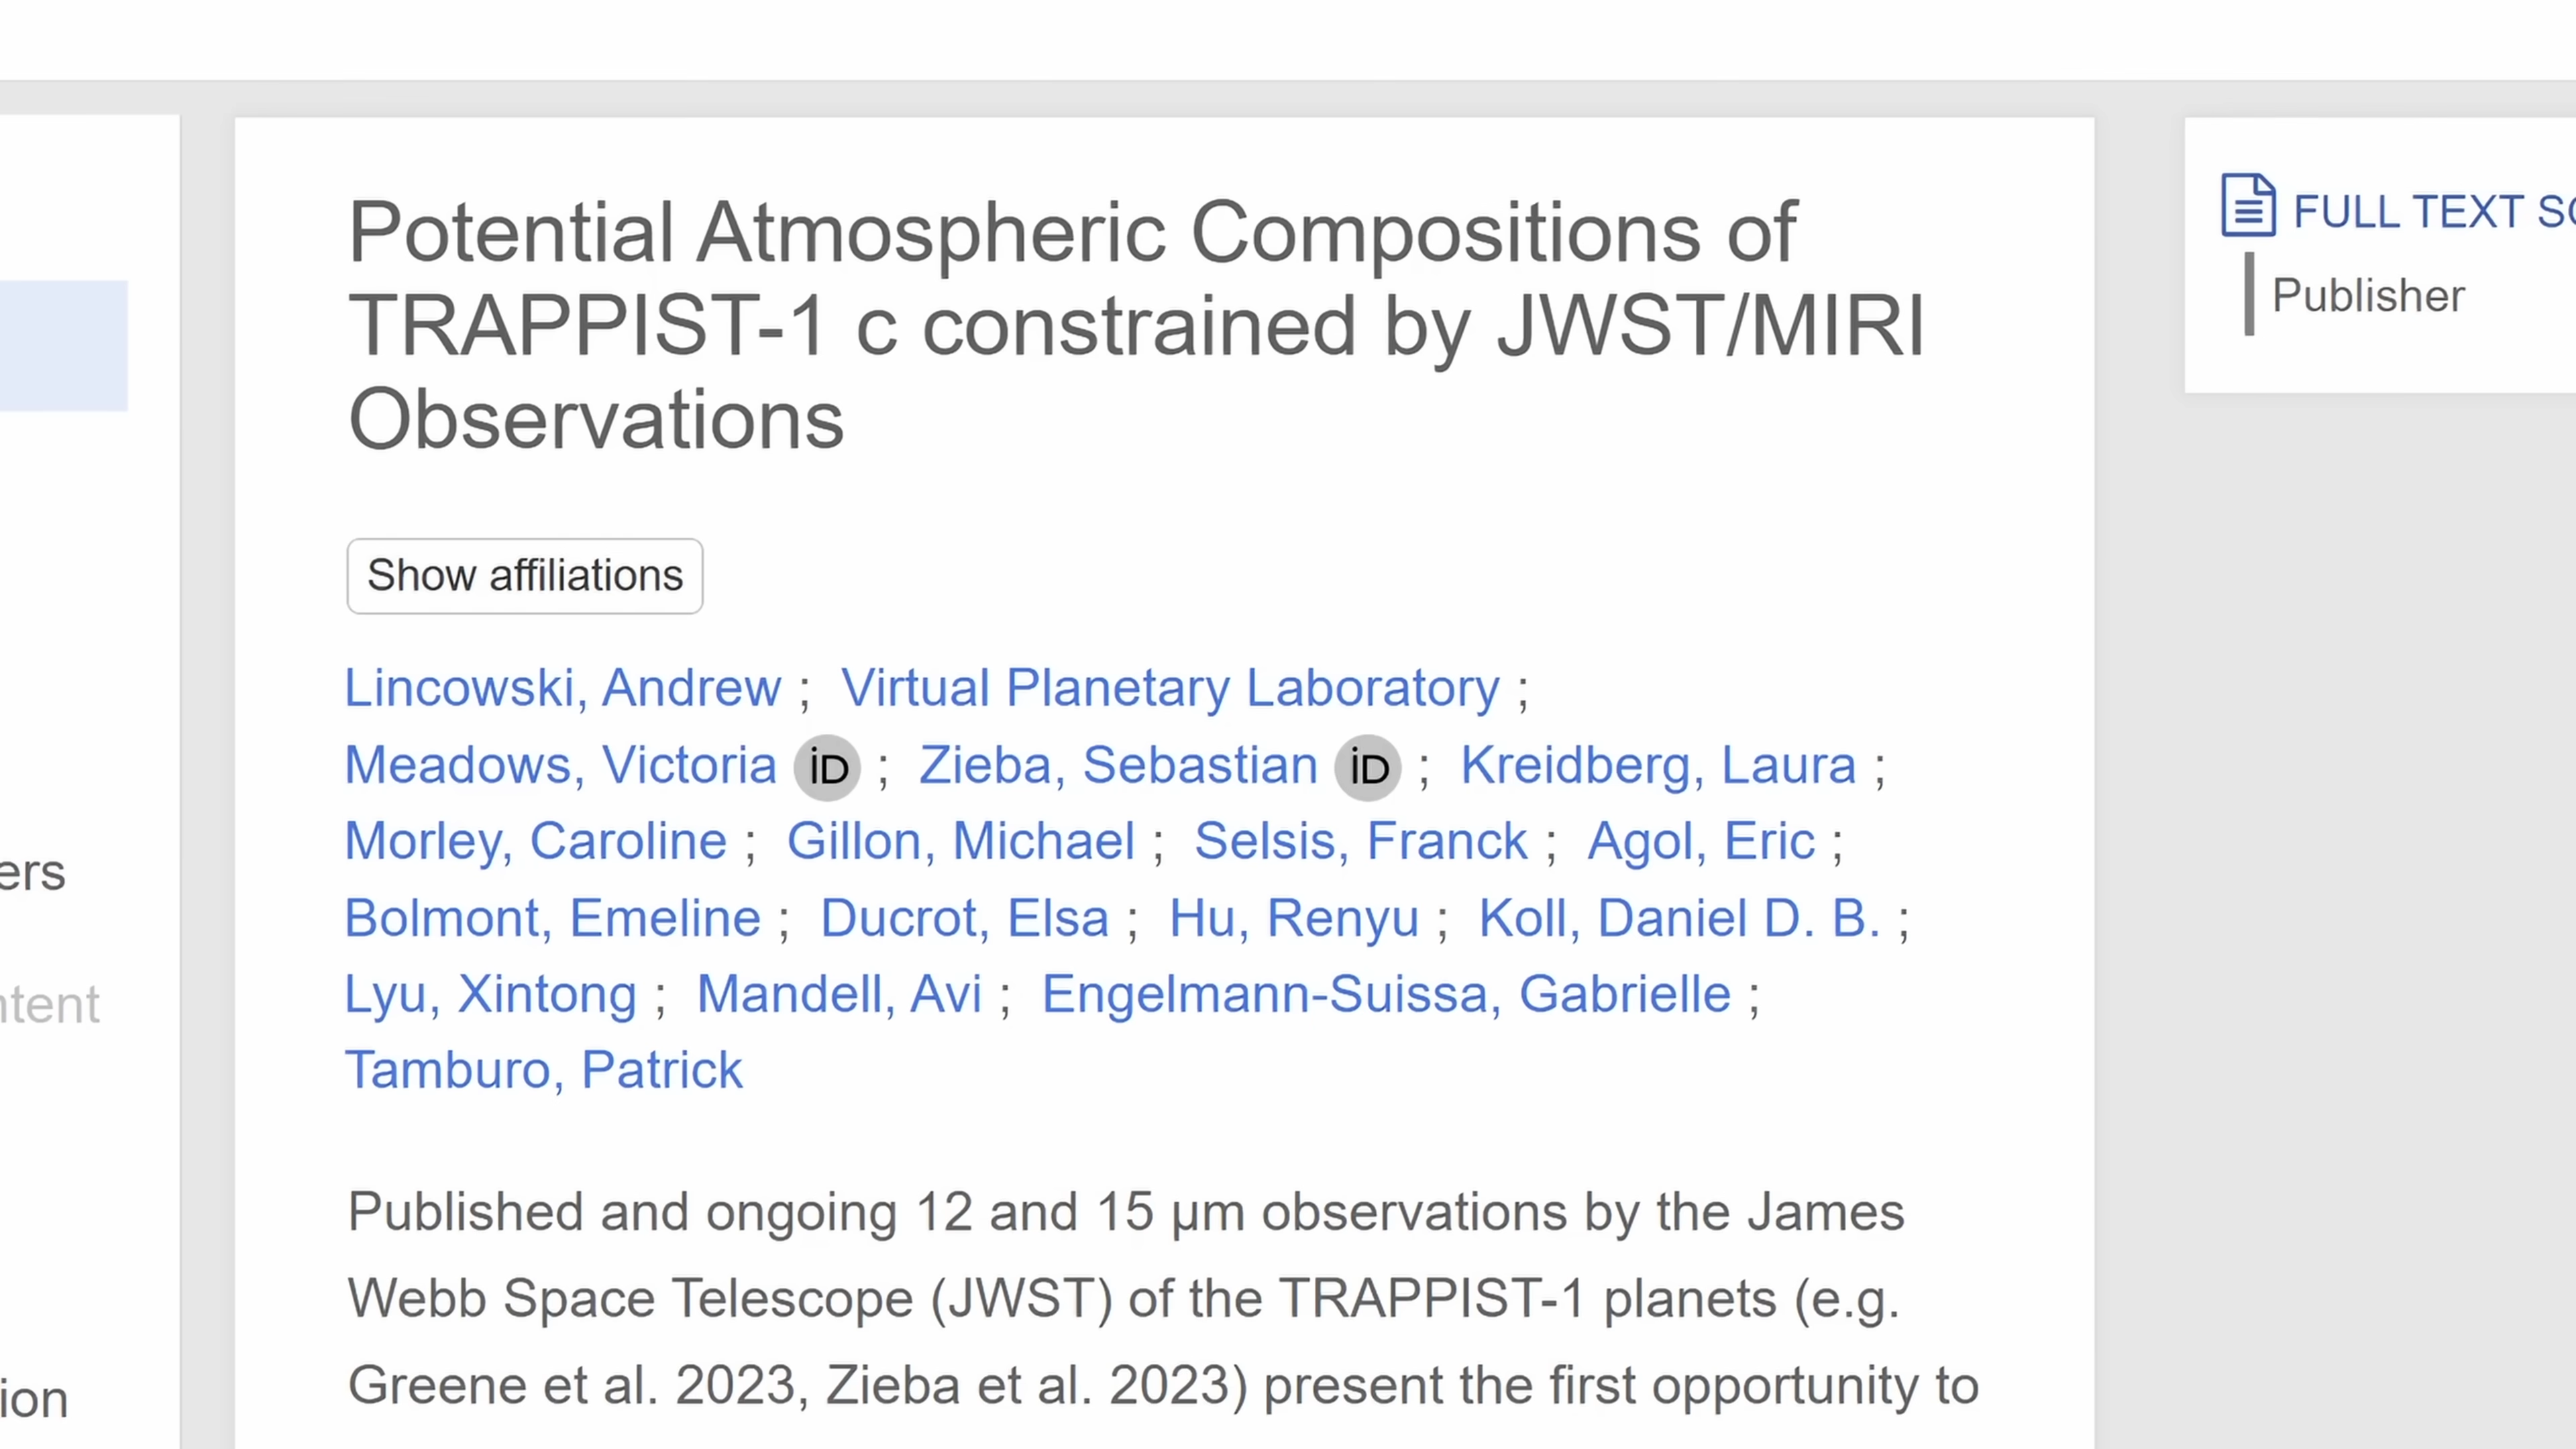 Potential Atmospheric Compositions of
TRAPPIST-1 c constrained by JWST/MIRI
Observations
Show affiliations
Lincowski, Andrew ; Virtual Planetary Laboratory ;
Meadows, Victoria iD ; Zieba, Sebastian iD ; Kreidberg, Laura ;
Morley, Caroline ; Gillon, Michael ; Selsis, Franck ; Agol, Eric ;
Bolmont, Emeline ; Ducrot, Elsa ; Hu, Renyu ; Koll, Daniel D. B. ;
Lyu, Xintong ; Mandell, Avi ; Engelmann-Suissa, Gabrielle ;
Tamburo, Patrick
Published and ongoing 12 and 15 μm observations by the James
Webb Space Telescope (JWST) of the TRAPPIST-1 planets (e.g.
Greene et al. 2023, Zieba et al. 2023) present the first opportunity to
ers
ntent
ion
FULL TEXT SO
Publisher